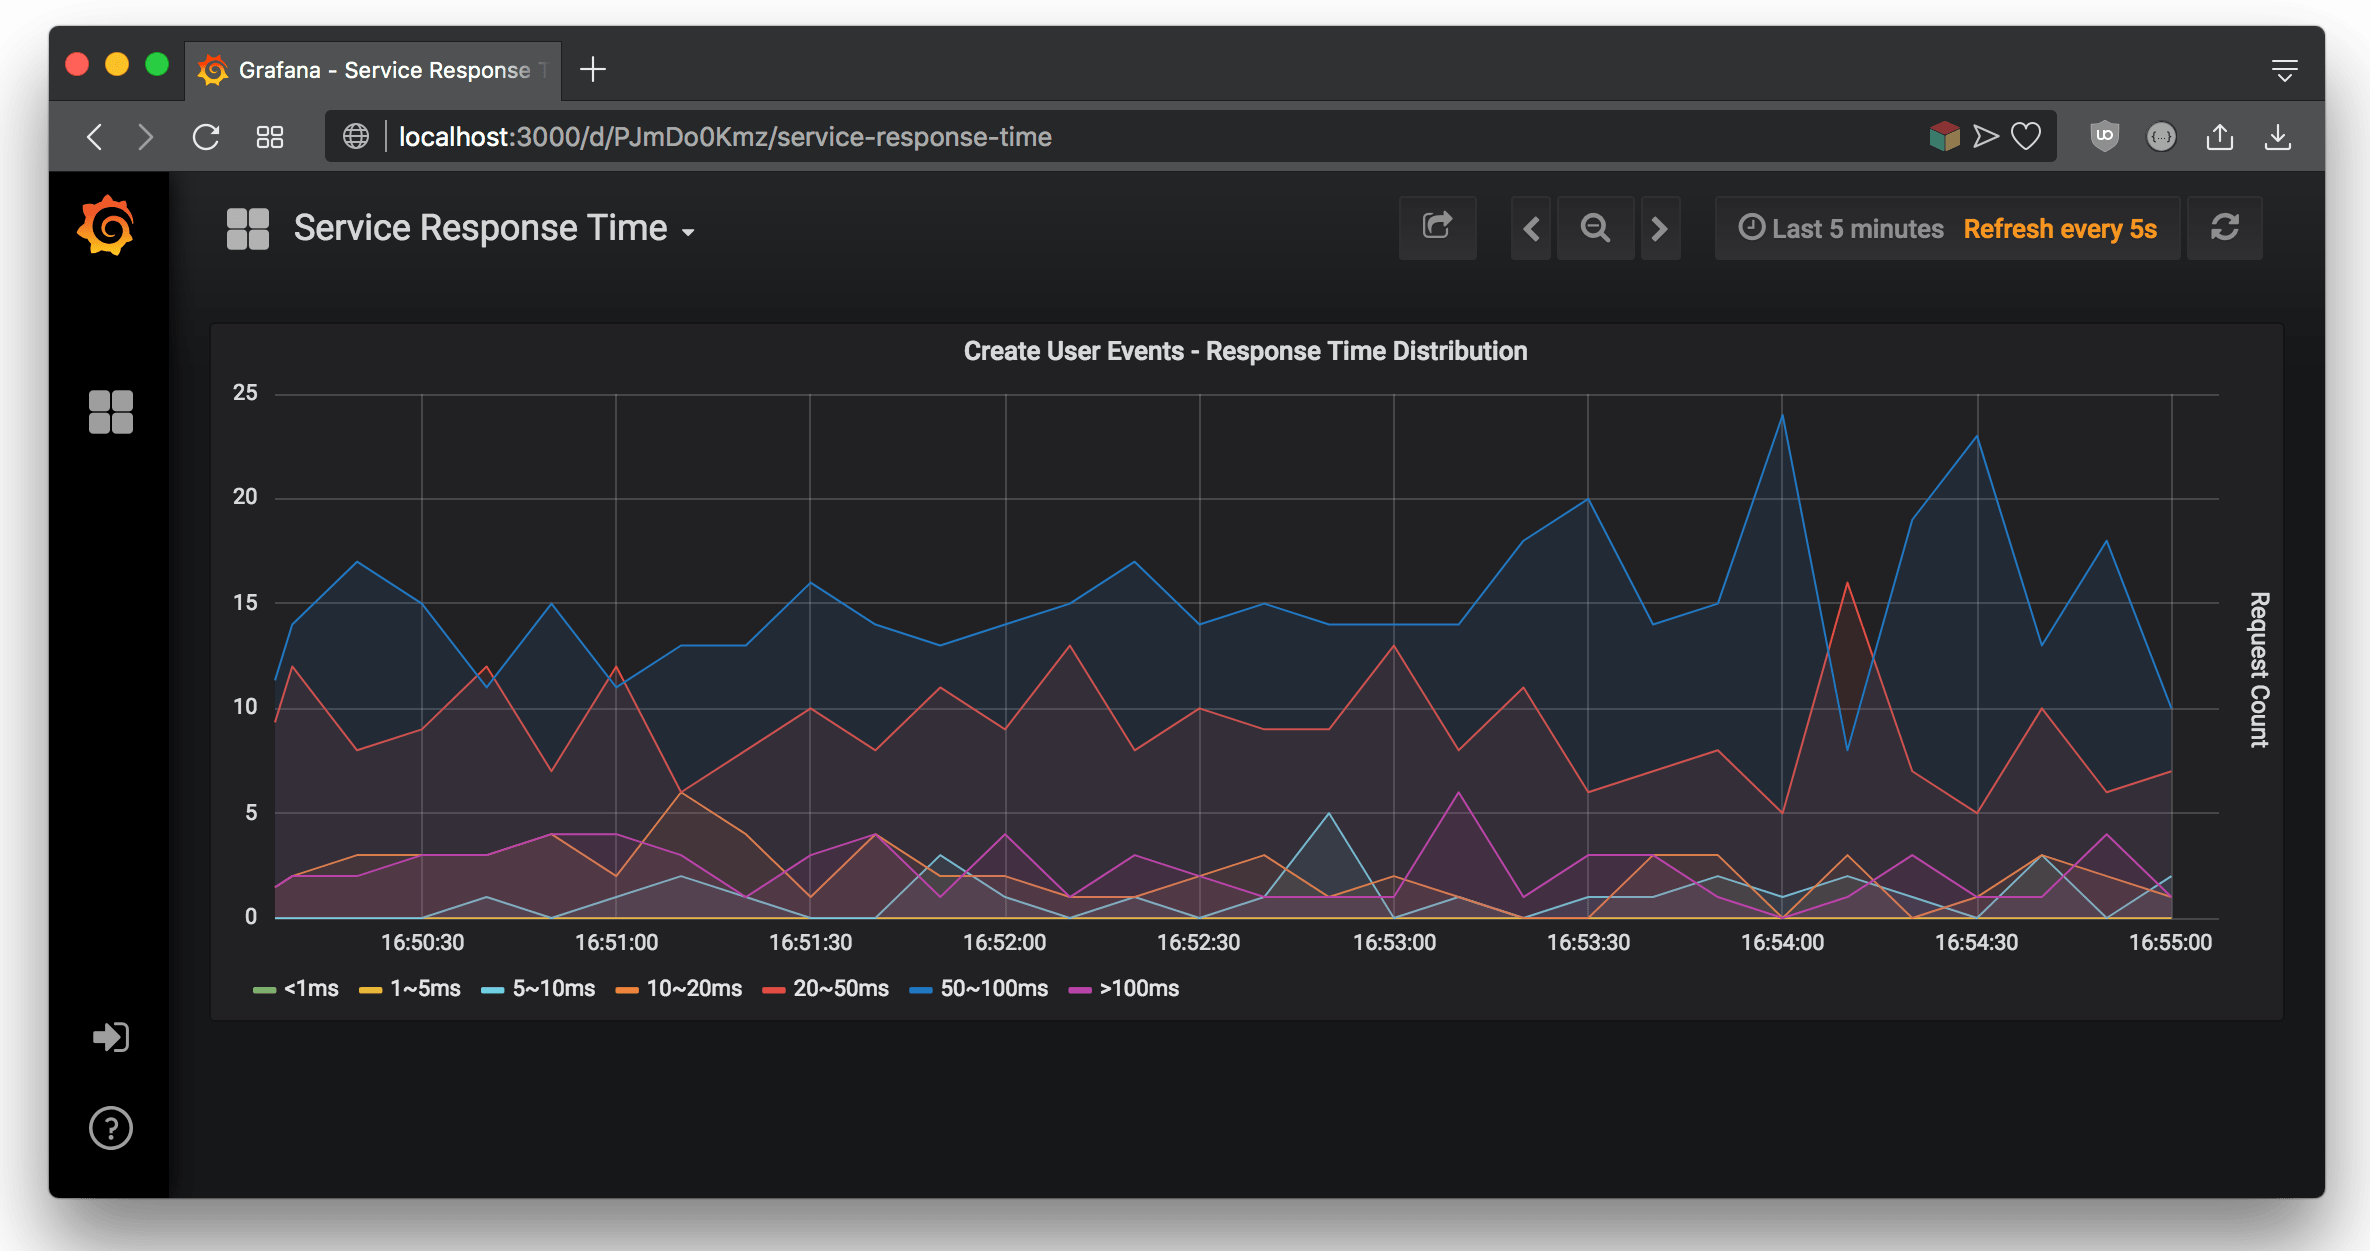 Grafana - Service Response T
localhost:3000/d/PJmDo0Kmz/service-response-time
UO
{...}
Service Response Time
Last 5 minutes Refresh every 5s
Create User Events - Response Time Distribution
25
20
15
10
5
0
Request Count
16:50:30 16:51:00 16:51:30 16:52:00 16:52:30 16:53:00 16:53:30 16:54:00 16:54:30 16:55:00
<1ms 1~5ms 5~10ms 10~20ms 20~50ms 50~100ms >100ms
?